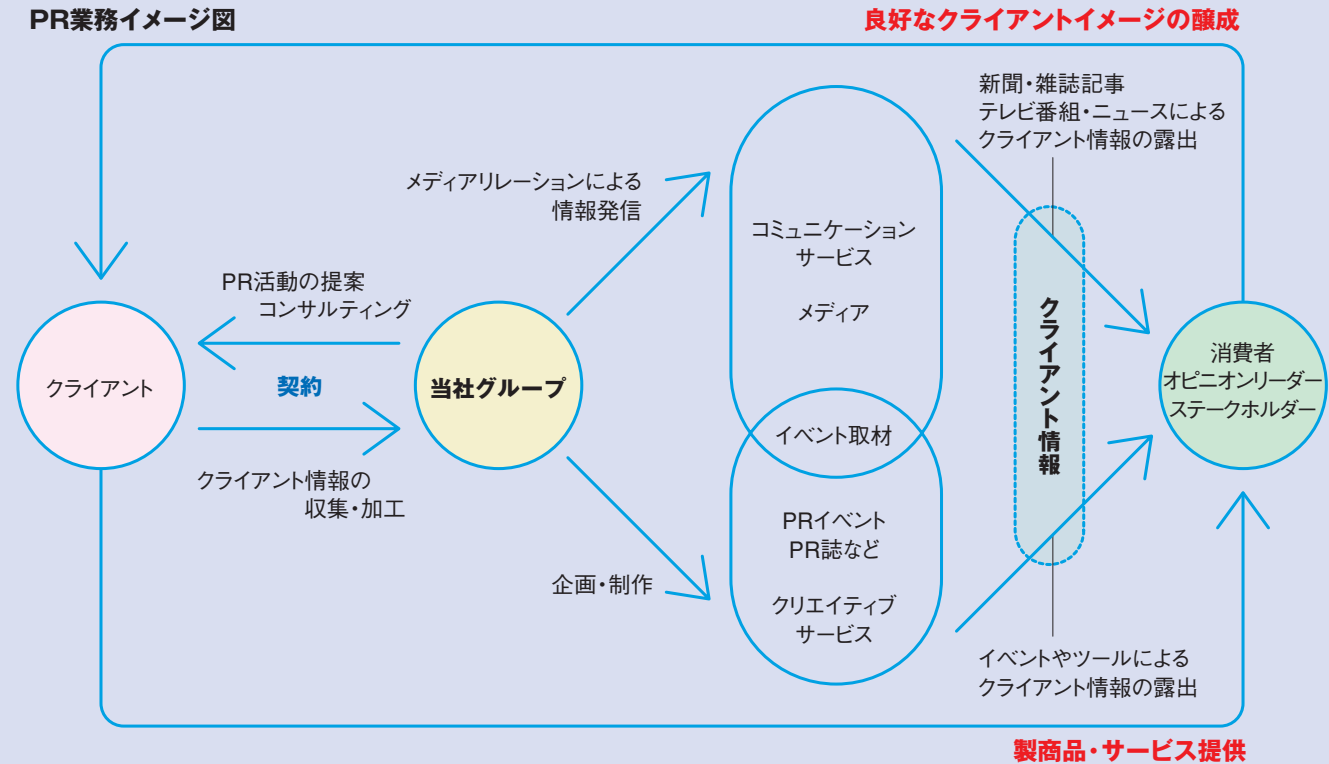 PR業務イメージ図
良好なクライアントイメージの醸成
新聞・雑誌記事
テレビ番組・ニュースによる
クライアント情報の露出
メディアリレーションによる
情報発信
コミュニケーション
サービス
メディア
PR活動の提案
コンサルティング
クライアント
契約
当社グループ
クライアント情報
消費者
オピニオンリーダー
ステークホルダー
イベント取材
クライアント情報の
収集・加工
PRイベント
PR誌など
企画・制作
クリエイティブ
サービス
イベントやツールによる
クライアント情報の露出
製商品・サービス提供